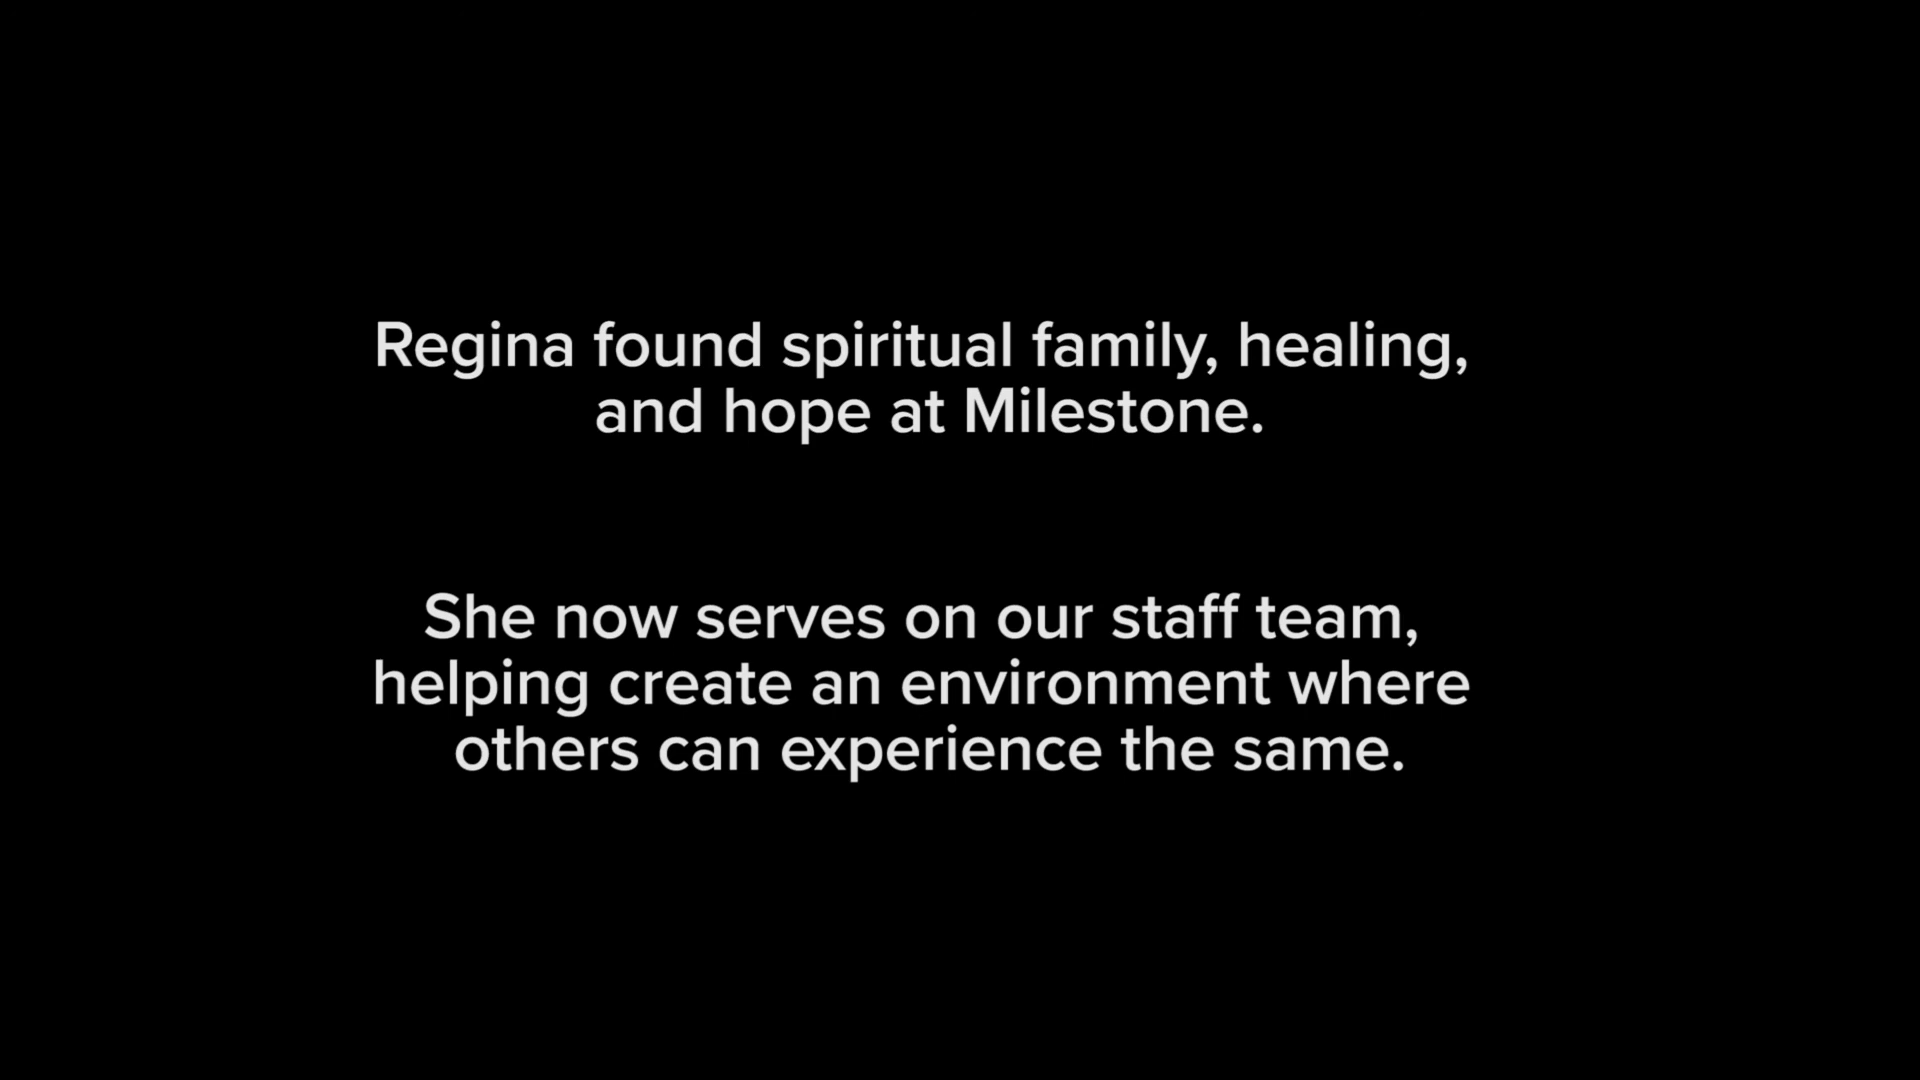 Regina found spiritual family, healing,
and hope at Milestone.
She now serves on our staff team,
helping create an environment where
others can experience the same.